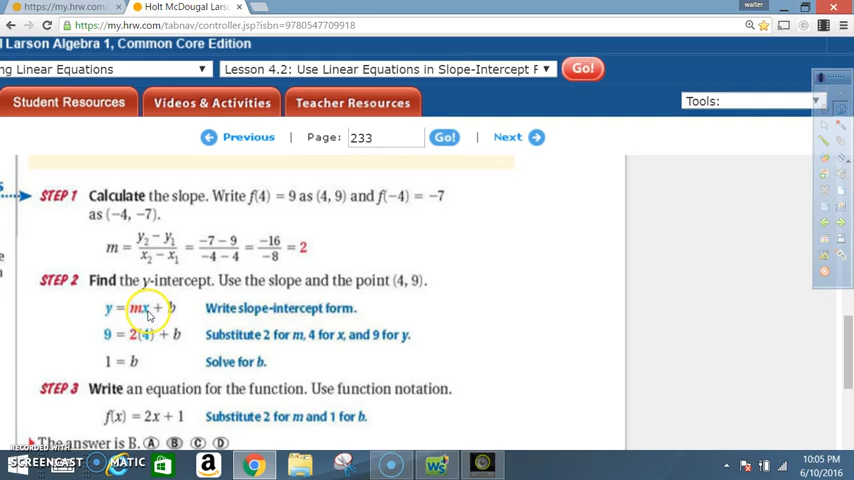 https://my.hrw.com/tabnav/
Holt McDougal Lars
walter
https://my.hrw.com/tabnav/controller.jsp?isbn=9780547709918
l Larson Algebra 1, Common Core Edition
ng Linear Equations
Lesson 4.2: Use Linear Equations in Slope-Intercept F
Go!
Student Resources
Videos & Activities
Teacher Resources
Tools:
Previous | Page: 233 Go! Next
STEP 1 Calculate the slope. Write f(4) = 9 as (4, 9) and f(−4) = −7
as (−4, −7).
m = y₂ − y₁ / x₂ − x₁ = −7 − 9 / −4 − 4 = −16 / −8 = 2
STEP 2 Find the y-intercept. Use the slope and the point (4, 9).
y = mx + b Write slope-intercept form.
9 = 2(4) + b Substitute 2 for m, 4 for x, and 9 for y.
1 = b Solve for b.
STEP 3 Write an equation for the function. Use function notation.
f(x) = 2x + 1 Substitute 2 for m and 1 for b.
The answer is B. A B C D
RECORDED WITH
SCREENCAST MATIC
10:05 PM
6/10/2016